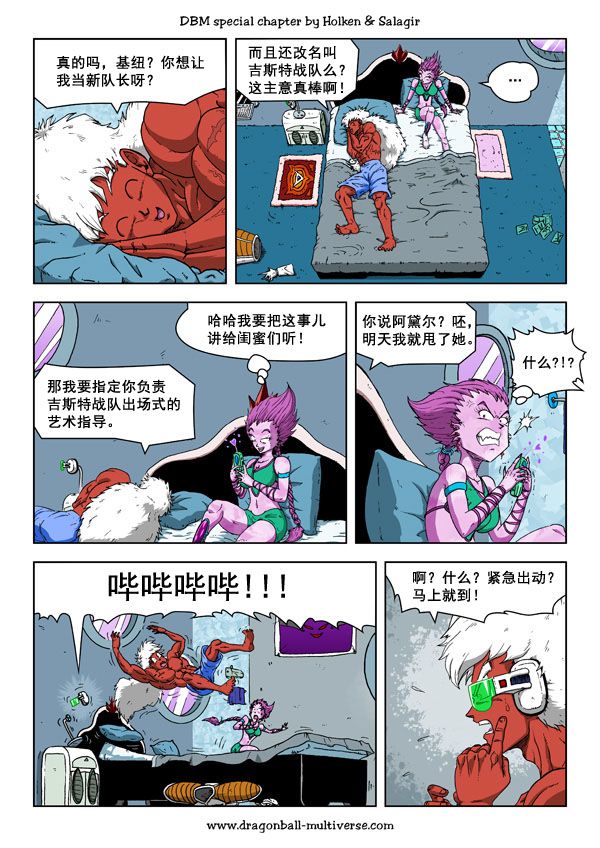 DBM special chapter by Holken & Salagir
真的吗，基纽？你想让
我当新队长呀？
而且还改名叫
吉斯特战队么？
这主意真棒啊！
...
哈哈我要把这事儿
讲给闺蜜们听！
那我要指定你负责
吉斯特战队出场式的
艺术指导。
你说阿黛尔？呸，
明天我就甩了她。
什么?!?
哔哔哔哔!!!
啊？什么？紧急出动？
马上就到！
www.dragonball-multiverse.com